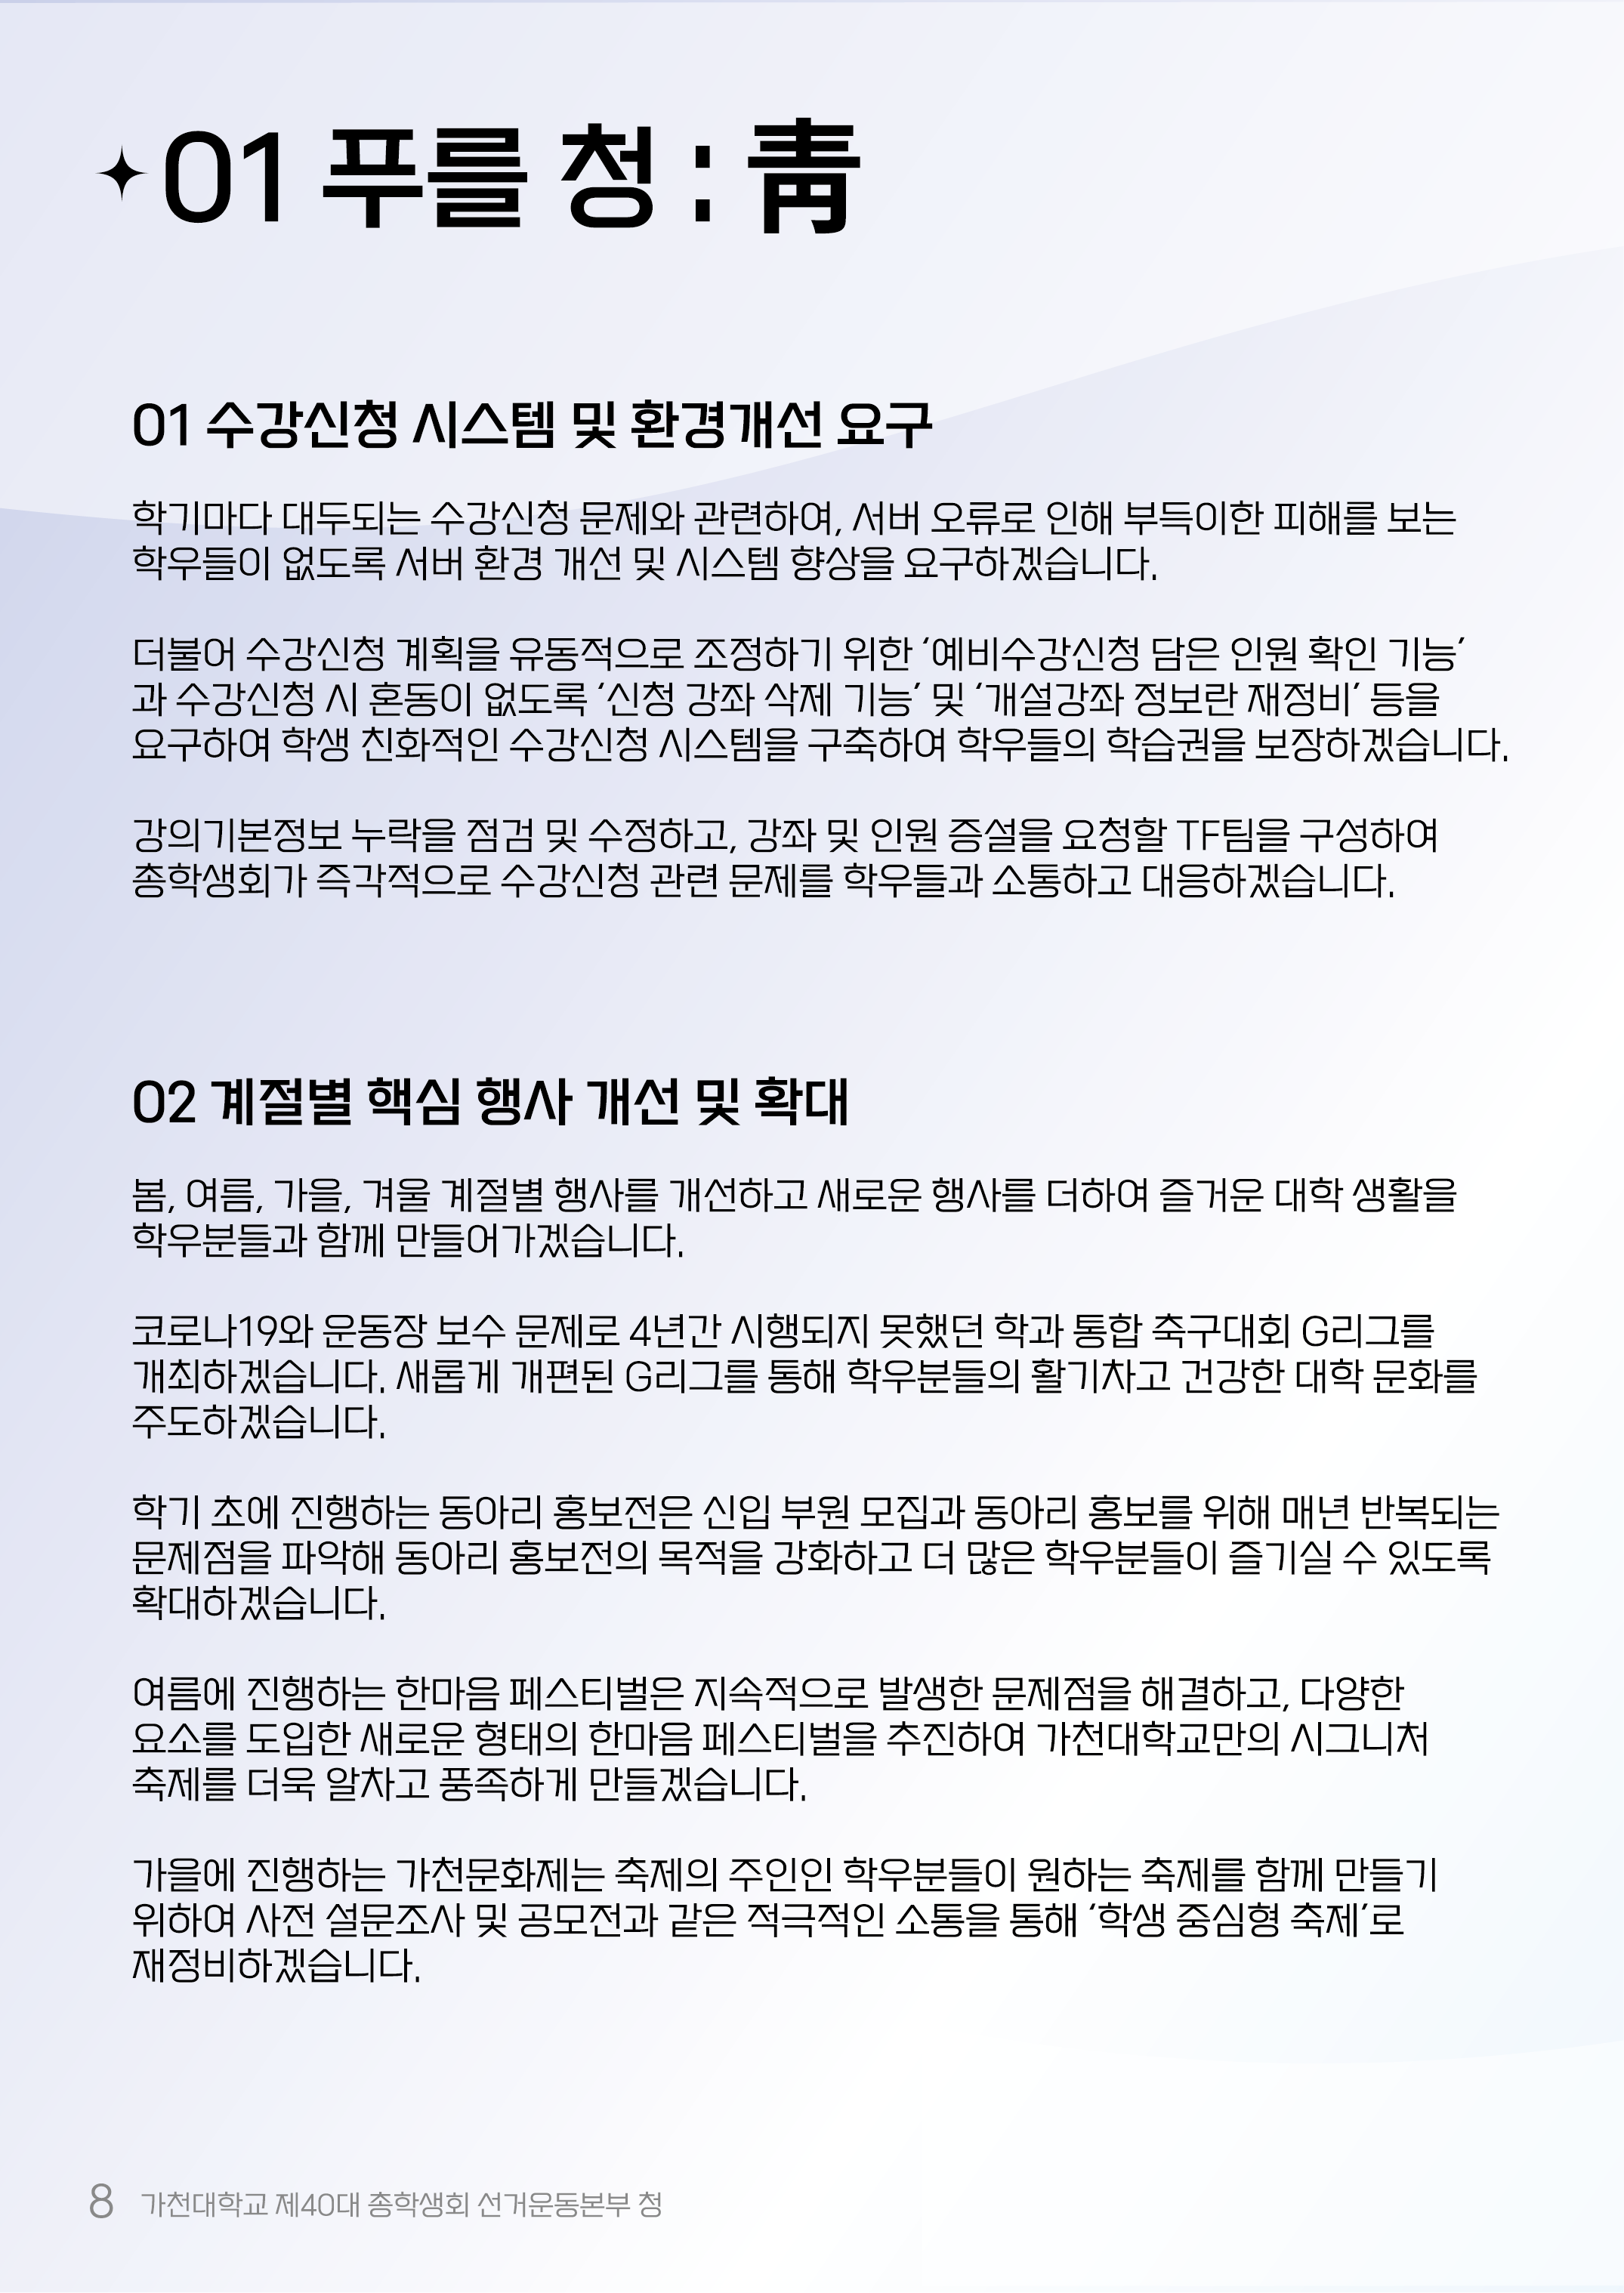 01 푸를 청 : 靑
01 수강신청 시스템 및 환경개선 요구
학기마다 대두되는 수강신청 문제와 관련하여, 서버 오류로 인해 부득이한 피해를 보는
학우들이 없도록 서버 환경 개선 및 시스템 향상을 요구하겠습니다.
더불어 수강신청 계획을 유동적으로 조정하기 위한 ‘예비수강신청 담은 인원 확인 기능’
과 수강신청 시 혼동이 없도록 ‘신청 강좌 삭제 기능’ 및 ‘개설강좌 정보란 재정비’ 등을
요구하여 학생 친화적인 수강신청 시스템을 구축하여 학우들의 학습권을 보장하겠습니다.
강의기본정보 누락을 점검 및 수정하고, 강좌 및 인원 증설을 요청할 TF팀을 구성하여
총학생회가 즉각적으로 수강신청 관련 문제를 학우들과 소통하고 대응하겠습니다.
02 계절별 핵심 행사 개선 및 확대
봄, 여름, 가을, 겨울 계절별 행사를 개선하고 새로운 행사를 더하여 즐거운 대학 생활을
학우분들과 함께 만들어가겠습니다.
코로나19와 운동장 보수 문제로 4년간 시행되지 못했던 학과 통합 축구대회 G리그를
개최하겠습니다. 새롭게 개편된 G리그를 통해 학우분들의 활기차고 건강한 대학 문화를
주도하겠습니다.
학기 초에 진행하는 동아리 홍보전은 신입 부원 모집과 동아리 홍보를 위해 매년 반복되는
문제점을 파악해 동아리 홍보전의 목적을 강화하고 더 많은 학우분들이 즐기실 수 있도록
확대하겠습니다.
여름에 진행하는 한마음 페스티벌은 지속적으로 발생한 문제점을 해결하고, 다양한
요소를 도입한 새로운 형태의 한마음 페스티벌을 추진하여 가천대학교만의 시그니처
축제를 더욱 알차고 풍족하게 만들겠습니다.
가을에 진행하는 가천문화제는 축제의 주인인 학우분들이 원하는 축제를 함께 만들기
위하여 사전 설문조사 및 공모전과 같은 적극적인 소통을 통해 ‘학생 중심형 축제’로
재정비하겠습니다.
8 가천대학교 제40대 총학생회 선거운동본부 청